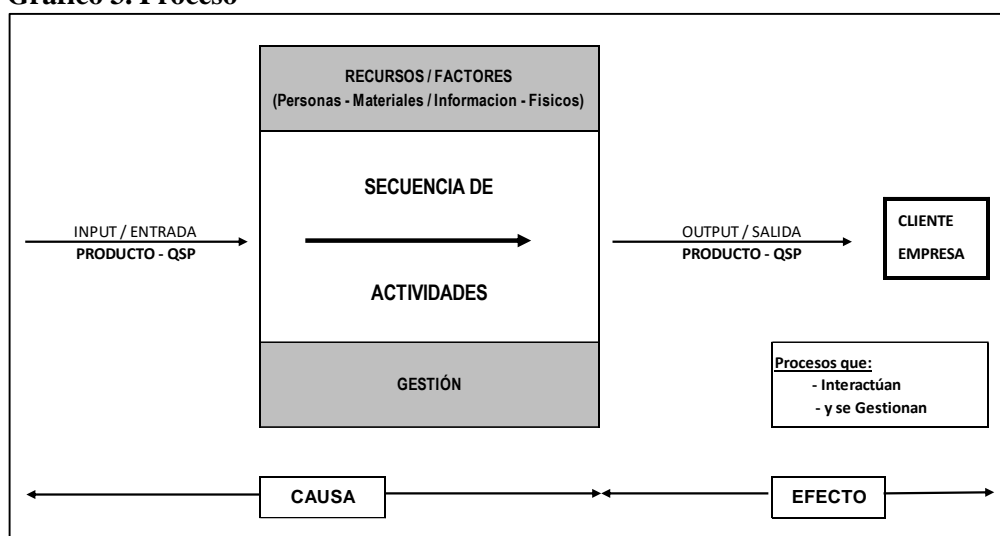 Gráfico 3. Proceso
RECURSOS / FACTORES
(Personas - Materiales / Informacion - Fisicos)
SECUENCIA DE
ACTIVIDADES
GESTIÓN
INPUT / ENTRADA
PRODUCTO - QSP
OUTPUT / SALIDA
PRODUCTO - QSP
CLIENTE
EMPRESA
Procesos que:
- Interactúan
- y se Gestionan
CAUSA
EFECTO